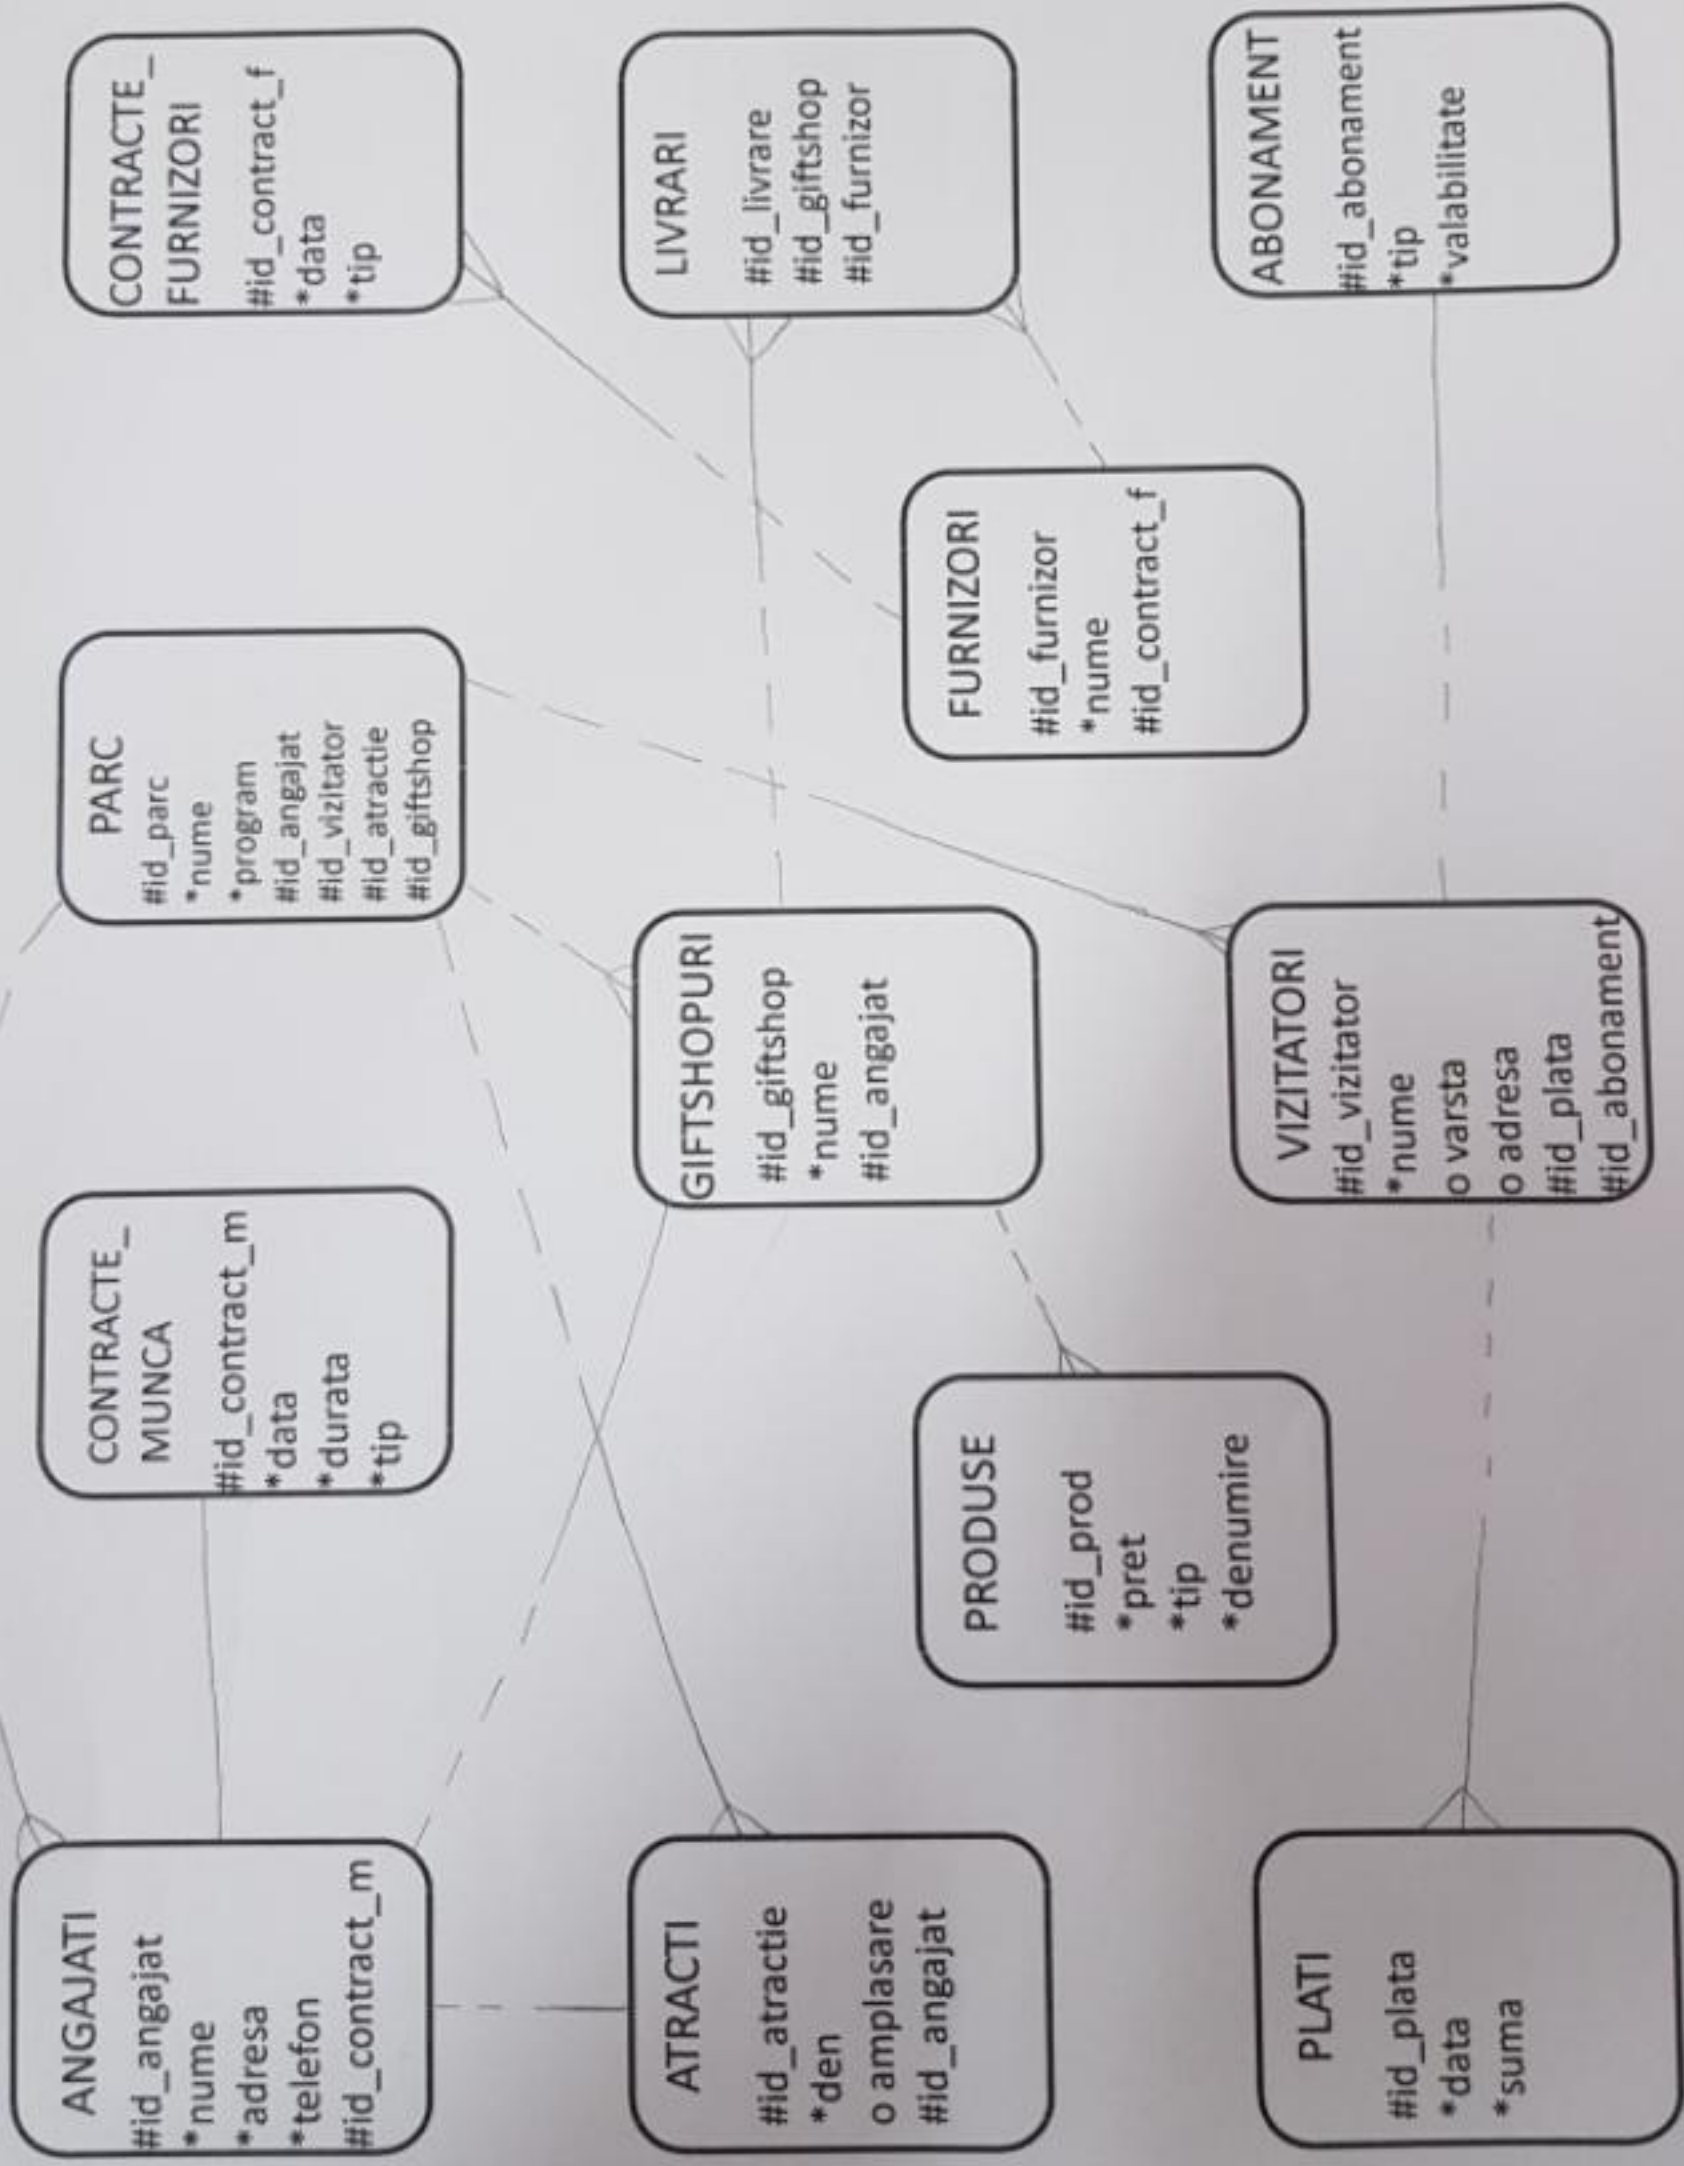 ANGAJATI
#id_angajat
*nume
*adresa
*telefon
#id_contract_m
CONTRACTE_
MUNCA
#id_contract_m
*data
*durata
*tip
PARC
#id_parc
*nume
*program
#id_angajat
#id_vizitator
#id_atractie
#id_giftshop
CONTRACTE_
FURNIZORI
#id_contract_f
*data
*tip
ATRACTI
#id_atractie
*den
o amplasare
#id_angajat
GIFTSHOPURI
#id_giftshop
*nume
#id_angajat
LIVRARI
#id_livrare
#id_giftshop
#id_furnizor
PRODUSE
#id_prod
*pret
*tip
*denumire
FURNIZORI
#id_furnizor
*nume
#id_contract_f
PLATI
#id_plata
*data
*suma
VIZITATORI
#id_vizitator
*nume
o varsta
o adresa
#id_plata
#id_abonament
ABONAMENT
#id_abonament
*tip
*valabilitate